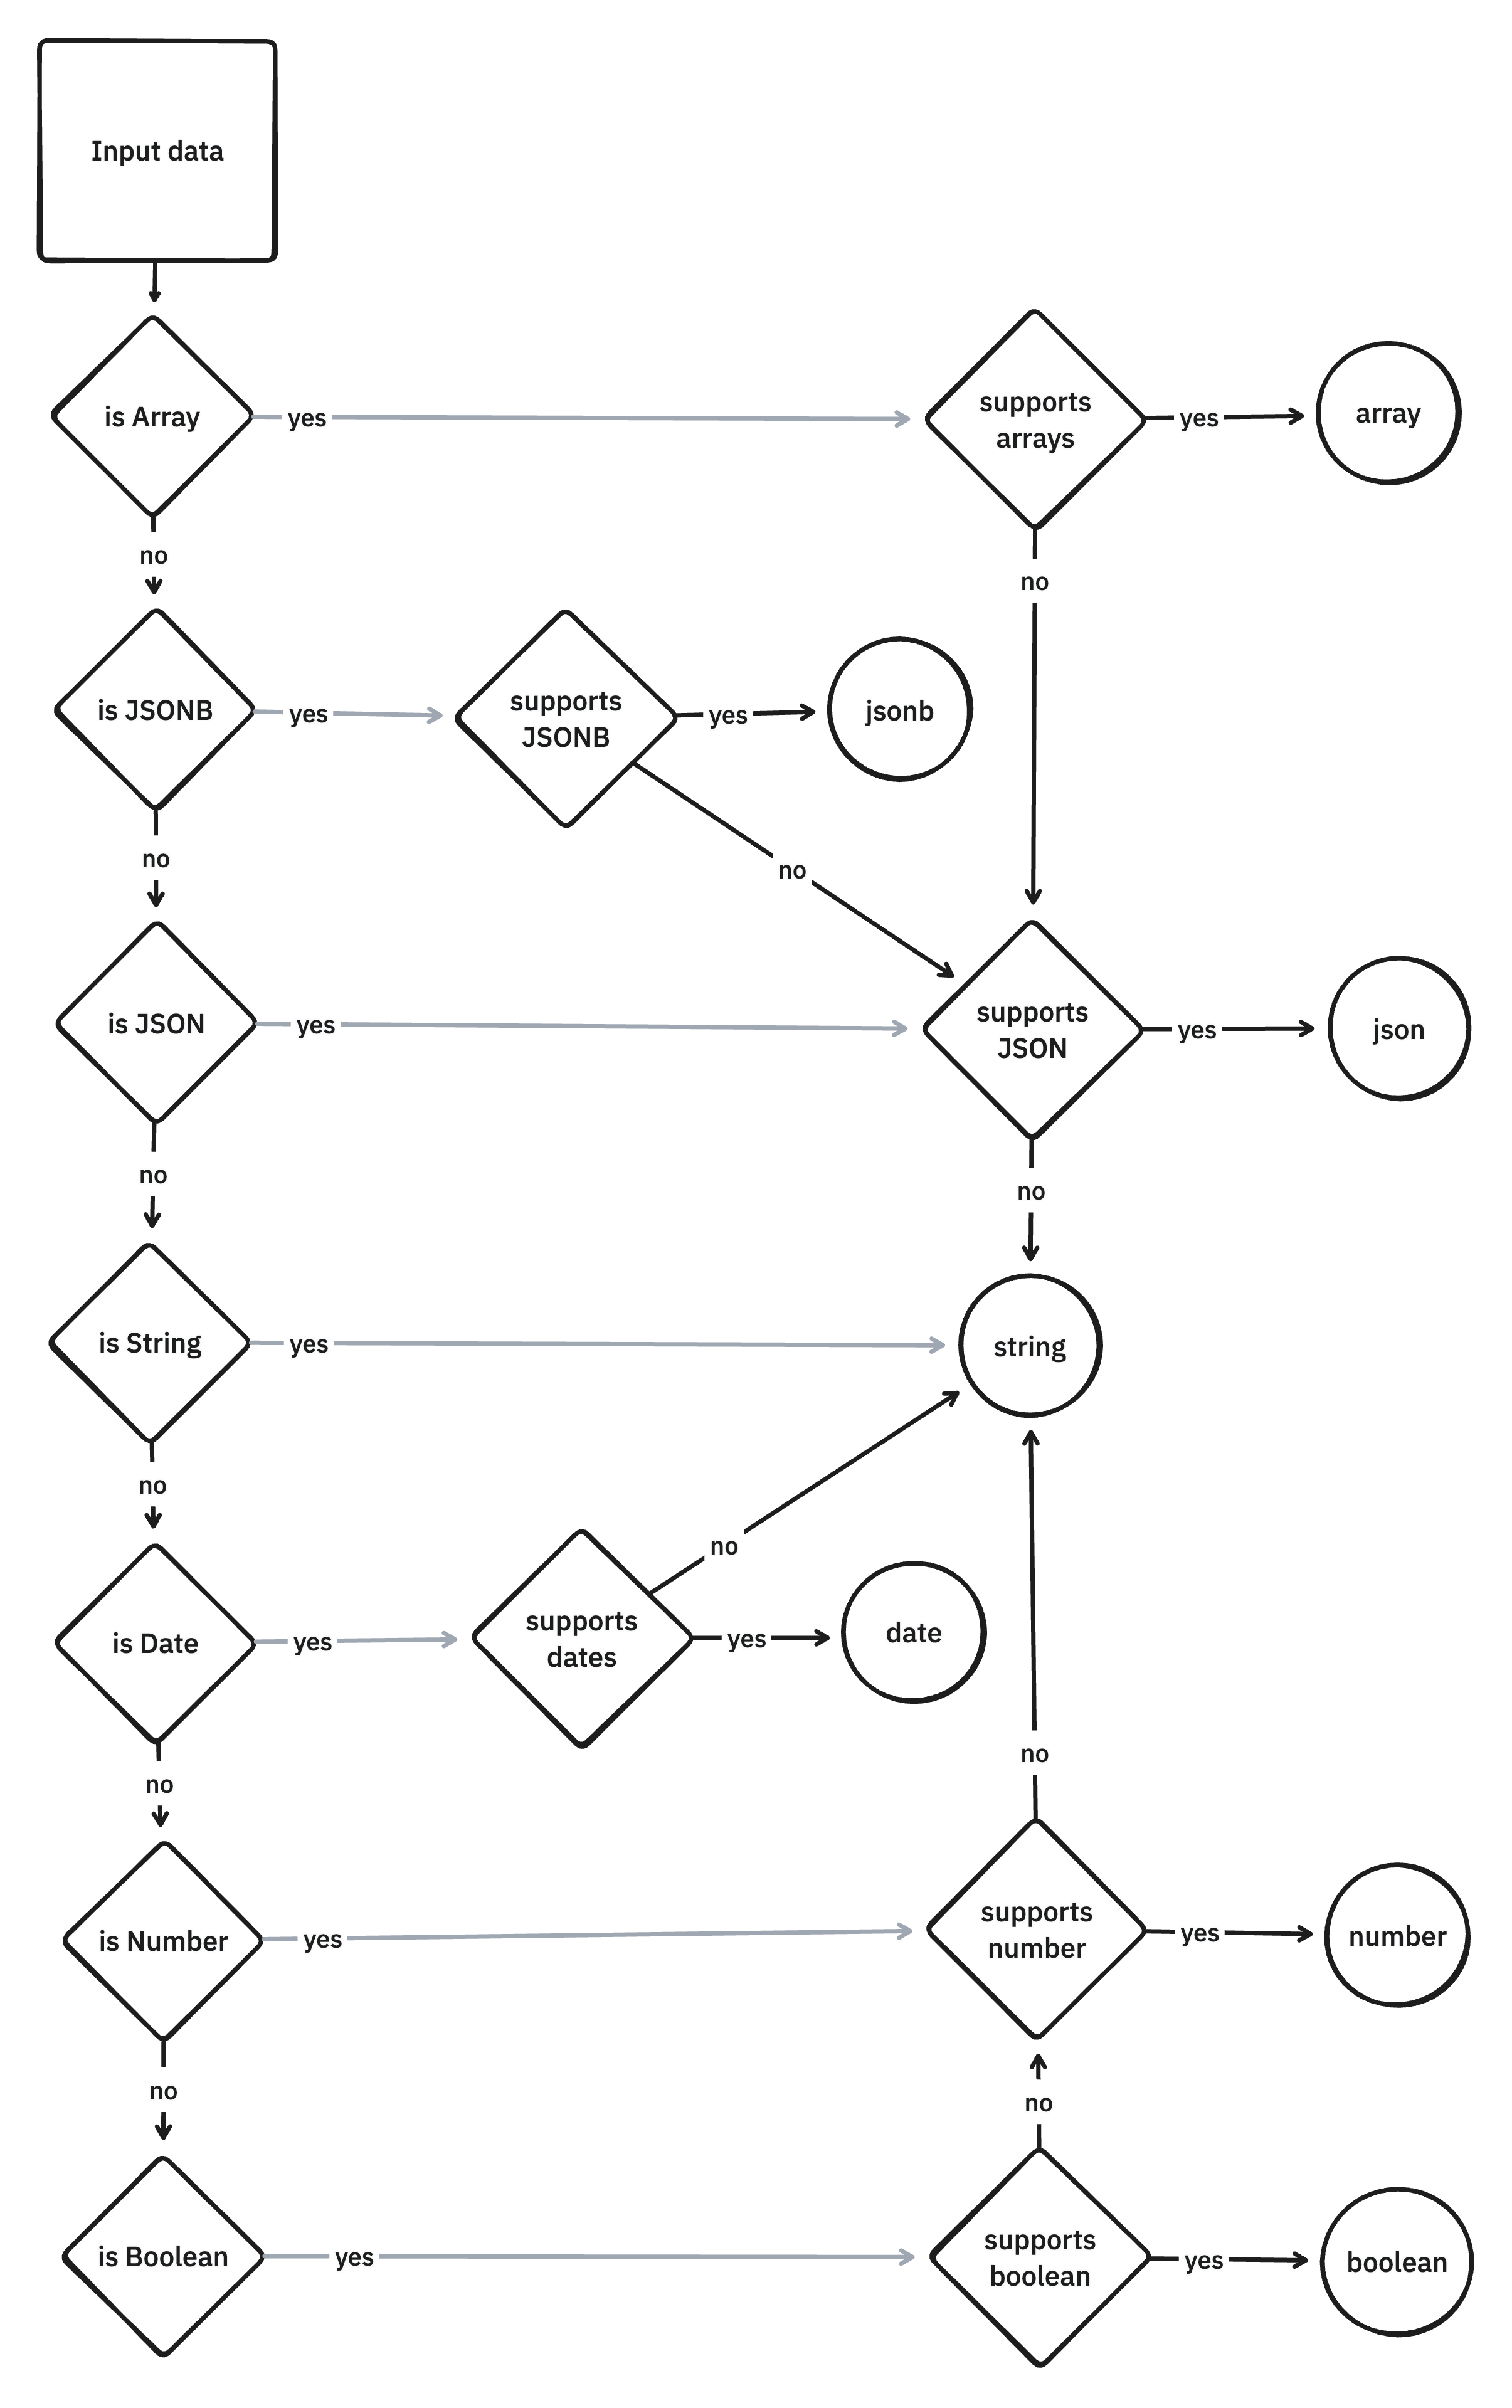 Input data
is Array
yes
supports
arrays
yes
array
no
no
is JSONB
yes
supports
JSONB
yes
jsonb
no
no
is JSON
yes
supports
JSON
yes
json
no
no
is String
yes
string
no
no
is Date
yes
supports
dates
yes
date
no
no
is Number
yes
supports
number
yes
number
no
no
is Boolean
yes
supports
boolean
yes
boolean